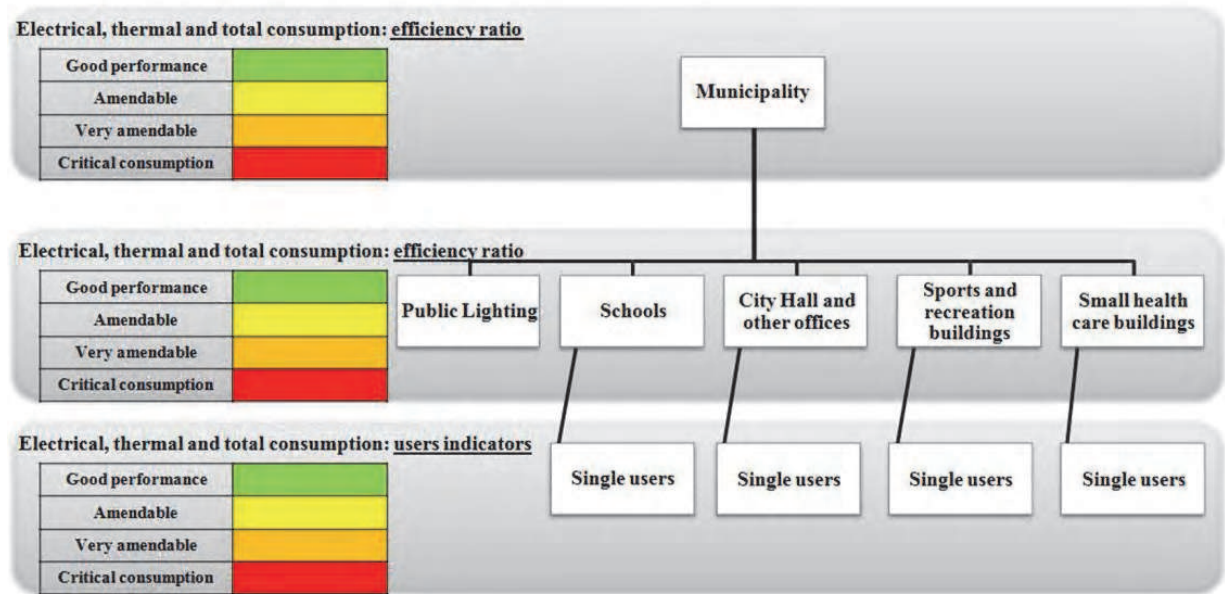 Electrical, thermal and total consumption: efficiency ratio
Good performance
Amendable
Very amendable
Critical consumption
Municipality
Electrical, thermal and total consumption: efficiency ratio
Good performance
Amendable
Very amendable
Critical consumption
Public Lighting
Schools
City Hall and
other offices
Sports and
recreation
buildings
Small health
care buildings
Electrical, thermal and total consumption: users indicators
Good performance
Amendable
Very amendable
Critical consumption
Single users
Single users
Single users
Single users